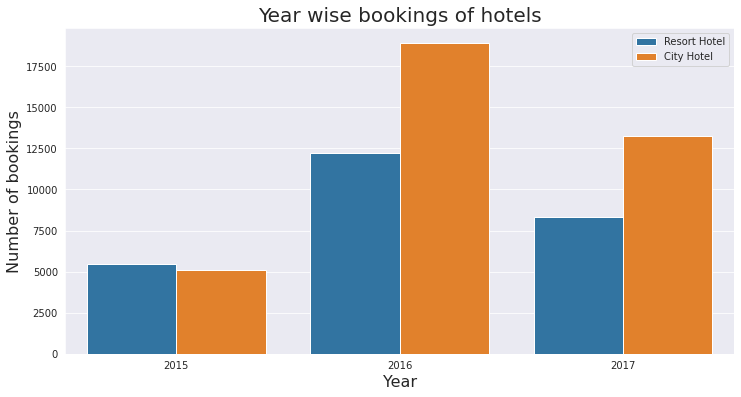 Year wise bookings of hotels
Resort Hotel
City Hotel
Number of bookings
17500
15000
12500
10000
7500
5000
2500
0
2015
2016
2017
Year